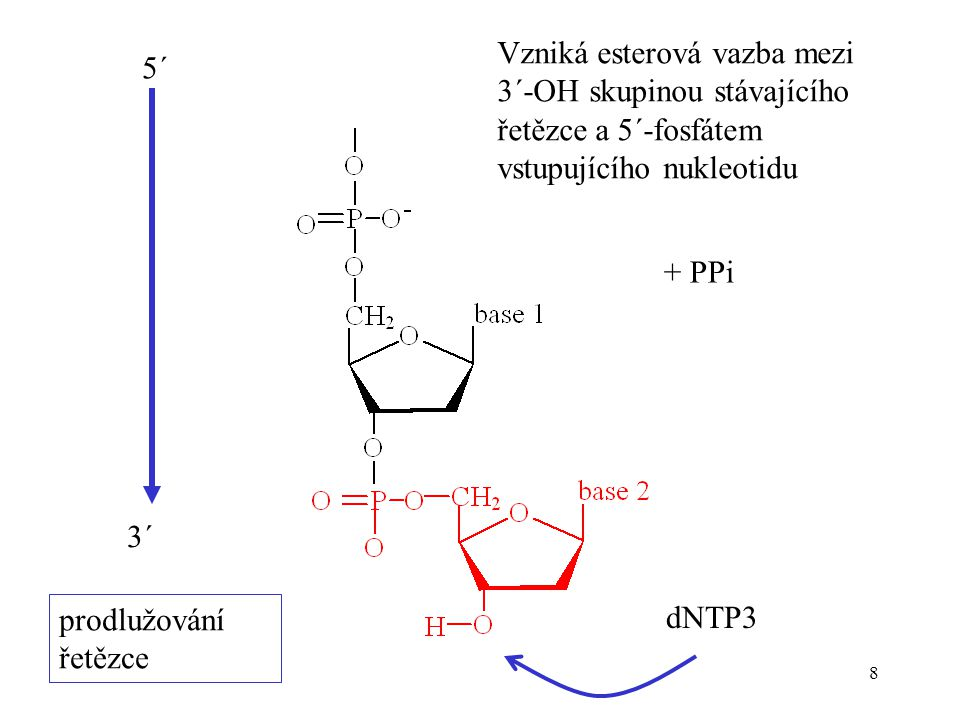 5´
Vzniká esterová vazba mezi
3´-OH skupinou stávajícího
řetězce a 5´-fosfátem
vstupujícího nukleotidu
O
O=P-O-
O
+ PPi
CH2
O
base 1
O
O=P-O-CH2
O
base 2
O
3´
H-O
dNTP3
prodlužování
řetězce
8